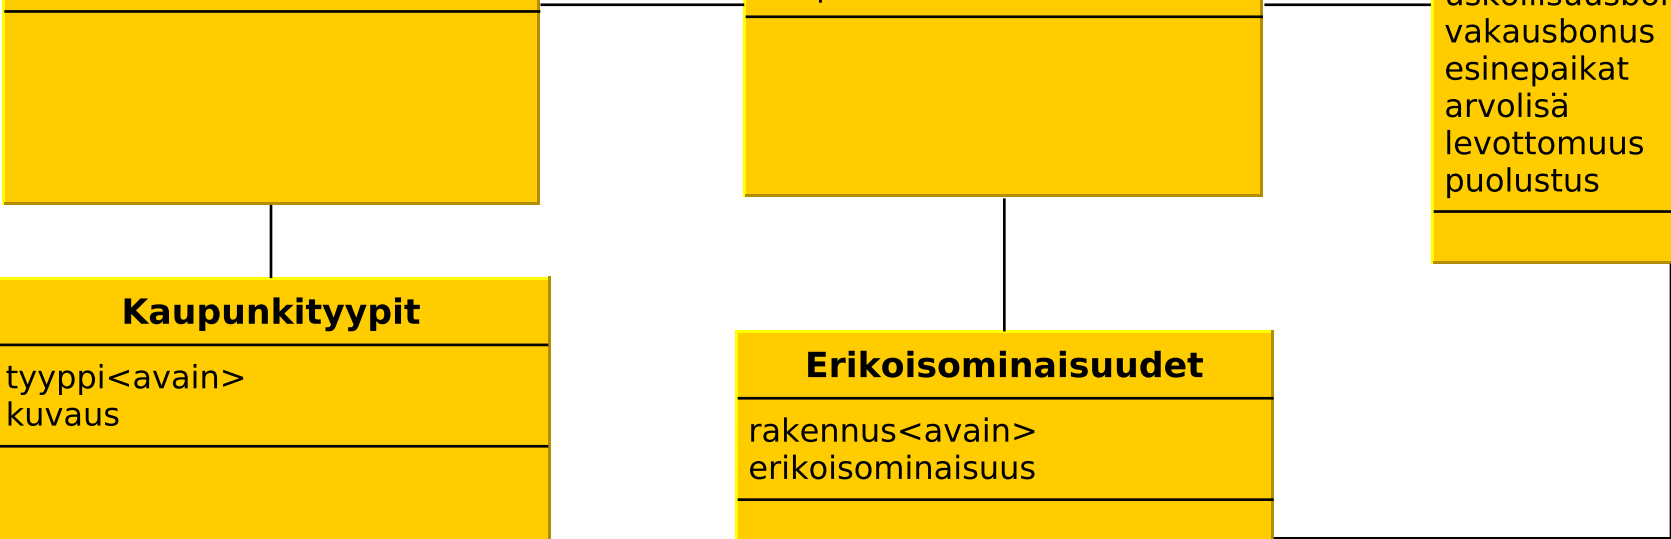 vakausbonus
esinepaikat
arvolisä
levottomuus
puolustus
Kaupunkityypit
tyyppi<avain>
kuvaus
Erikoisominaisuudet
rakennus<avain>
erikoisominaisuus